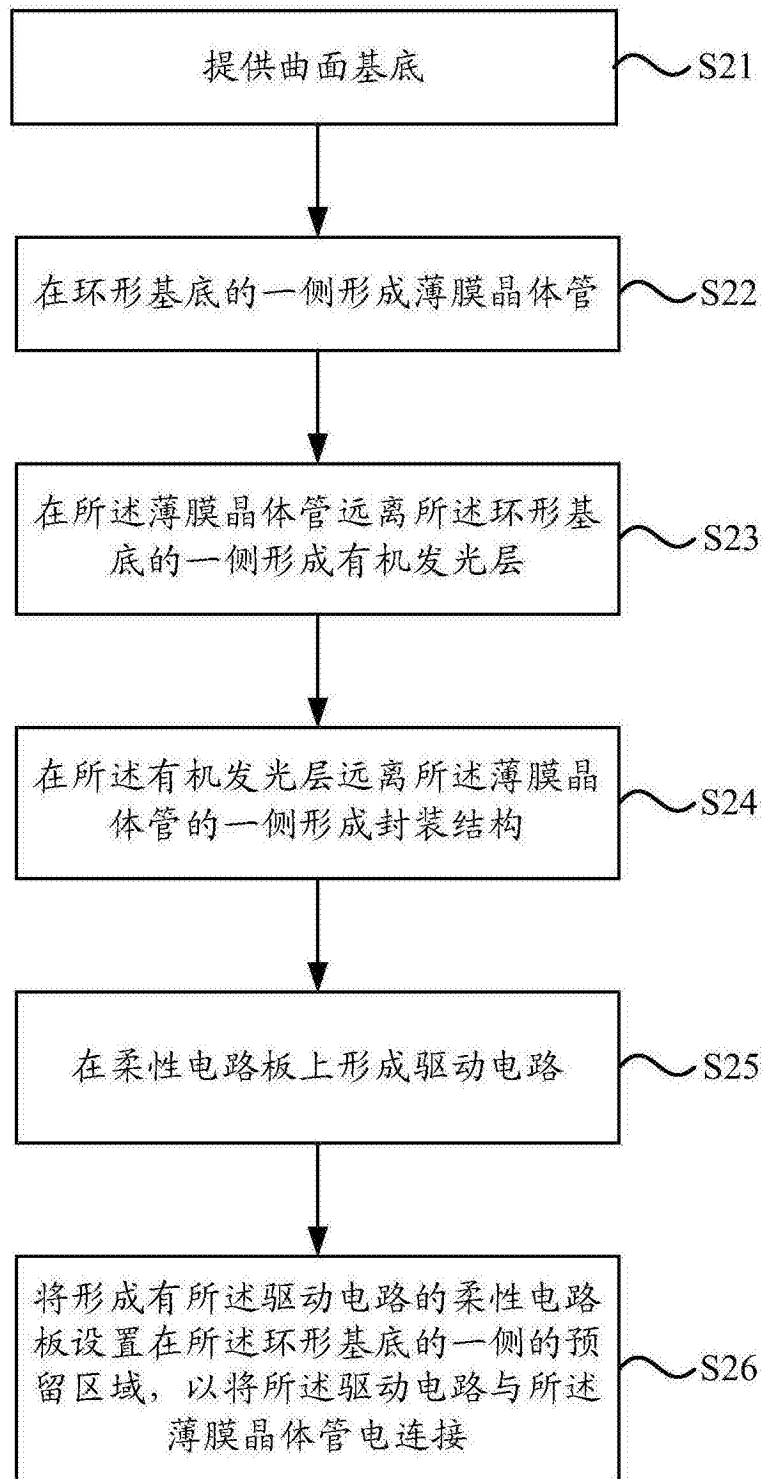 提供曲面基底
S21
在环形基底的一侧形成薄膜晶体管
S22
在所述薄膜晶体管远离所述环形基
底的一侧形成有机发光层
S23
在所述有机发光层远离所述薄膜晶
体管的一侧形成封装结构
S24
在柔性电路板上形成驱动电路
S25
将形成有所述驱动电路的柔性电路
板设置在所述环形基底的一侧的预
留区域，以将所述驱动电路与所述
薄膜晶体管电连接
S26